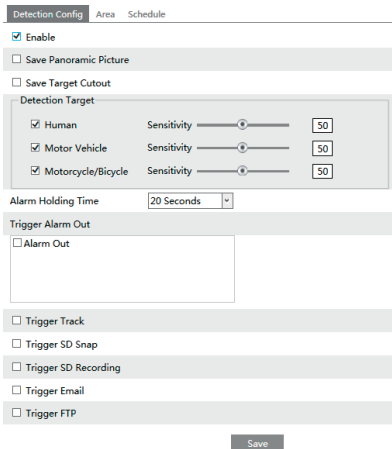 Detection Config Area Schedule
Enable
Save Panoramic Picture
Save Target Cutout
Detection Target
Human Sensitivity 50
Motor Vehicle Sensitivity 50
Motorcycle/Bicycle Sensitivity 50
Alarm Holding Time 20 Seconds
Trigger Alarm Out
Alarm Out
Trigger Track
Trigger SD Snap
Trigger SD Recording
Trigger Email
Trigger FTP
Save